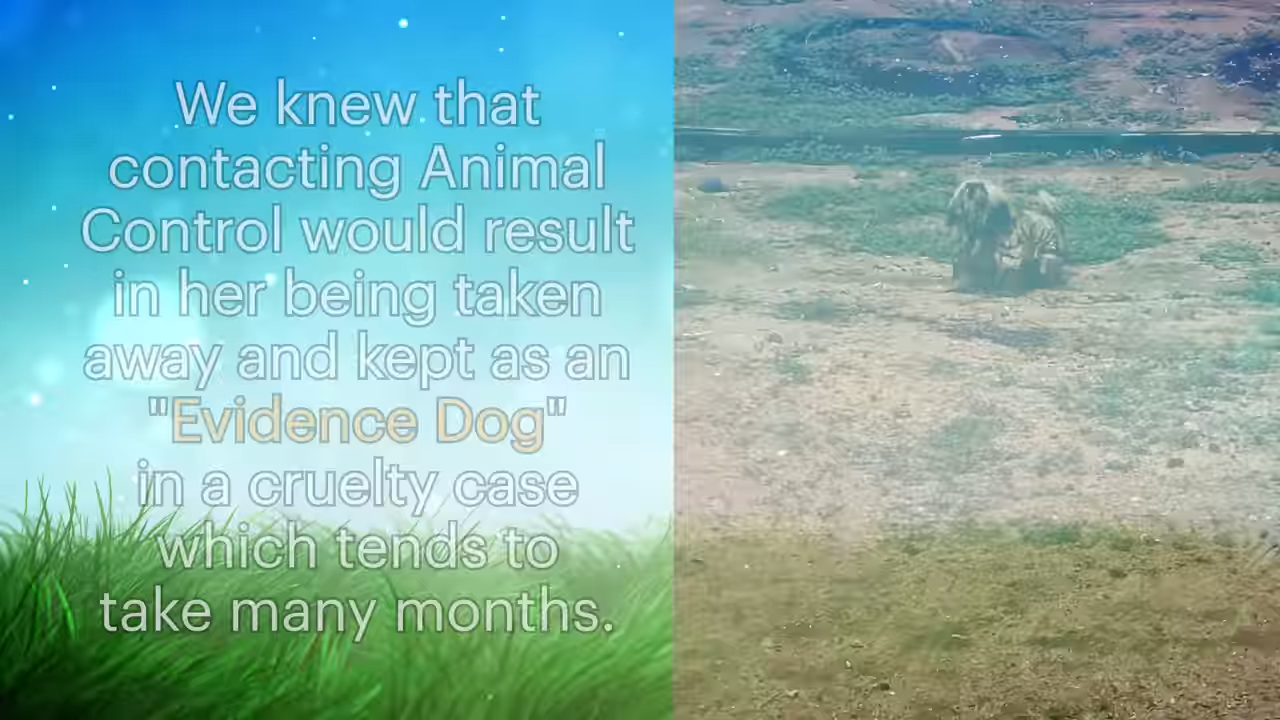 We knew that
contacting Animal
Control would result
in her being taken
away and kept as an
"Evidence Dog"
in a cruelty case
which tends to
take many months.